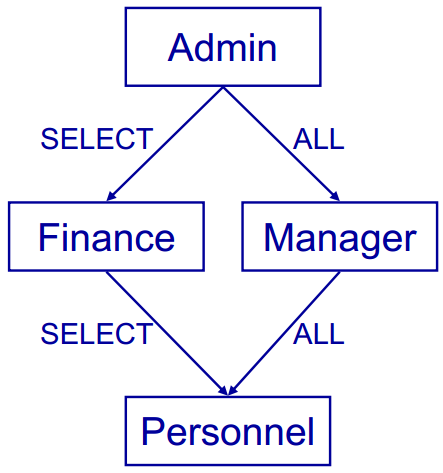 Admin
SELECT
ALL
Finance
Manager
SELECT
ALL
Personnel